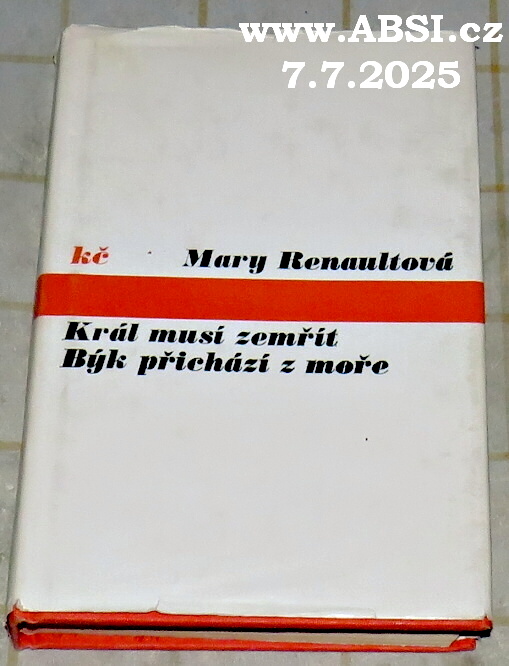 www.ABSI.cz
7.7.2025
kč Mary Renaultová
Král musí zemřít
Býk přichází z moře